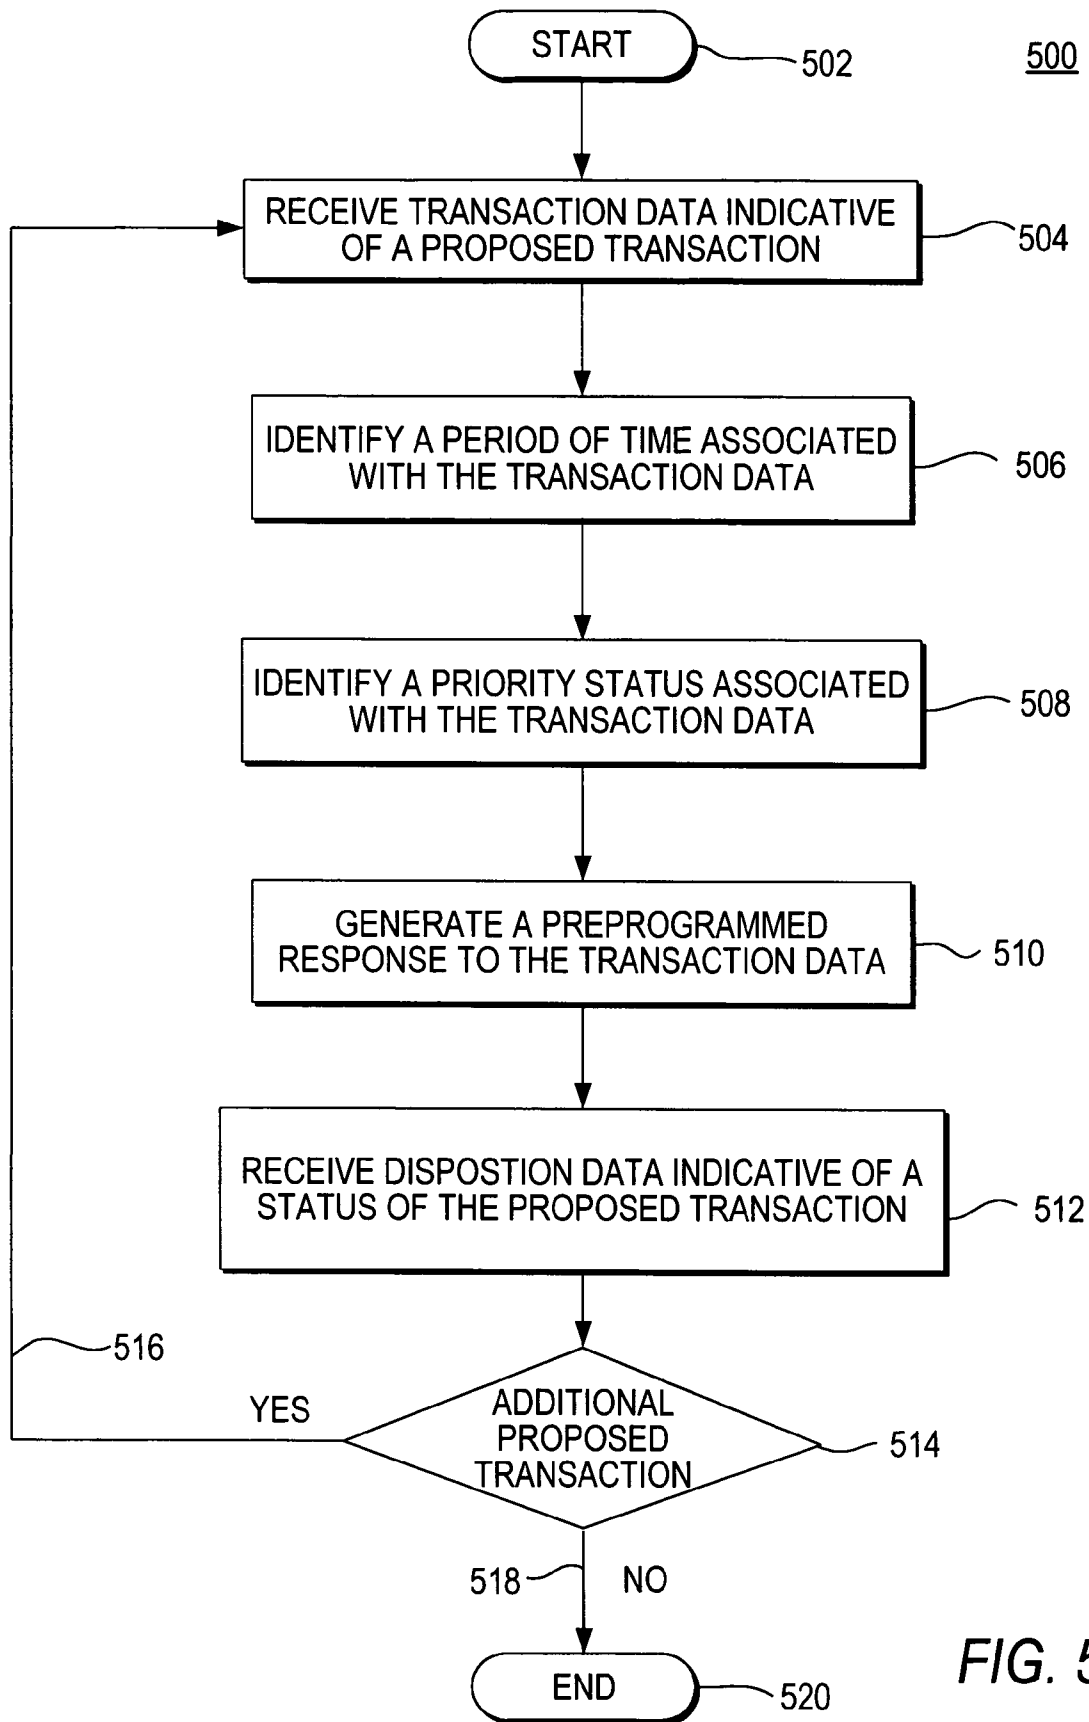 START
502
500
RECEIVE TRANSACTION DATA INDICATIVE
OF A PROPOSED TRANSACTION
504
IDENTIFY A PERIOD OF TIME ASSOCIATED
WITH THE TRANSACTION DATA
506
IDENTIFY A PRIORITY STATUS ASSOCIATED
WITH THE TRANSACTION DATA
508
GENERATE A PREPROGRAMMED
RESPONSE TO THE TRANSACTION DATA
510
RECEIVE DISPOSTION DATA INDICATIVE OF A
STATUS OF THE PROPOSED TRANSACTION
512
516
YES
ADDITIONAL
PROPOSED
TRANSACTION
514
518
NO
END
520
FIG. 5